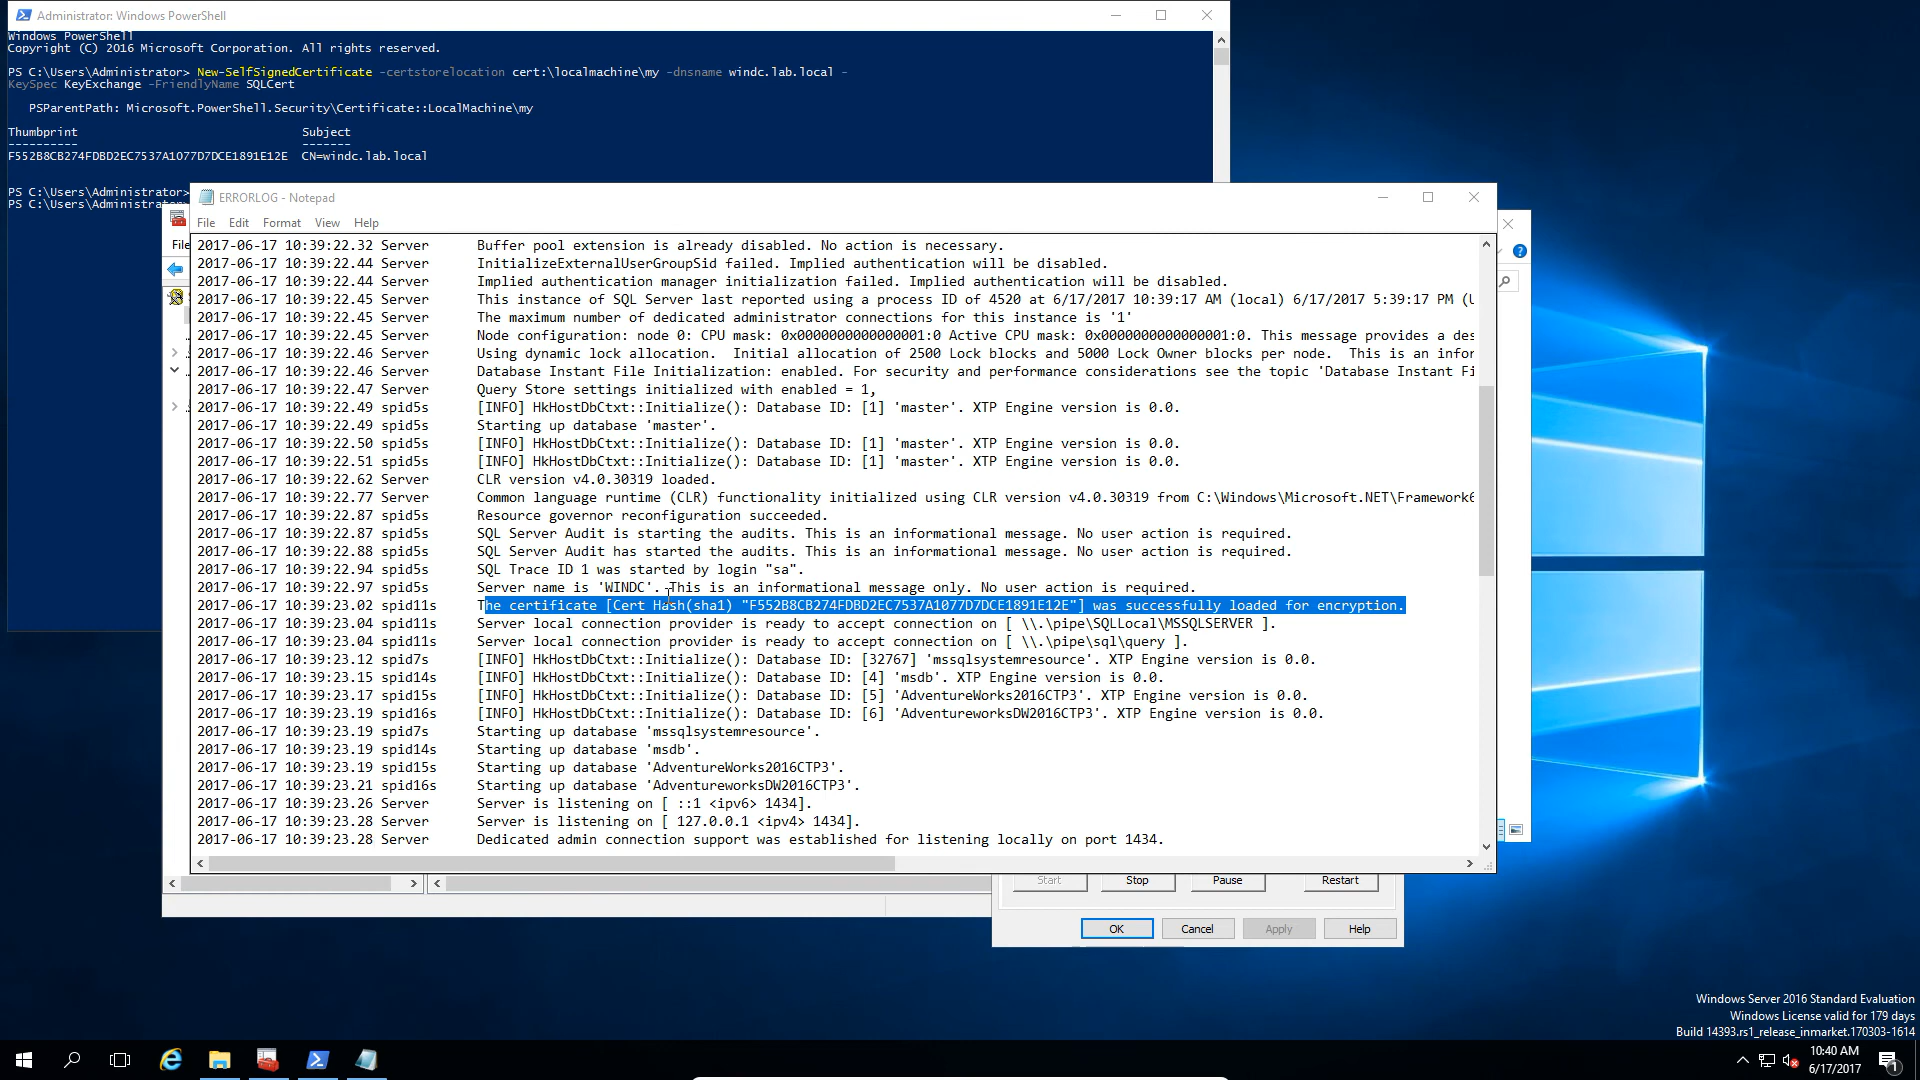 Administrator: Windows PowerShell
Windows PowerShell
Copyright (C) 2016 Microsoft Corporation. All rights reserved.
PS C:\Users\Administrator> New-SelfSignedCertificate -certstorelocation cert:\localmachine\my -dnsname windc.lab.local -
KeySpec KeyExchange -FriendlyName SQLCert
PSParentPath: Microsoft.PowerShell.Security\Certificate::LocalMachine\my
Thumbprint Subject
---------- -------
F552B8CB274FDBD2EC7537A1077D7DCE1891E12E CN=windc.lab.local
PS C:\Users\Administrator>
PS C:\Users\Administrator>
ERRORLOG - Notepad
File Edit Format View Help
File
2017-06-17 10:39:22.32 Server Buffer pool extension is already disabled. No action is necessary.
2017-06-17 10:39:22.44 Server InitializeExternalUserGroupSid failed. Implied authentication will be disabled.
2017-06-17 10:39:22.44 Server Implied authentication manager initialization failed. Implied authentication will be disabled.
2017-06-17 10:39:22.45 Server This instance of SQL Server last reported using a process ID of 4520 at 6/17/2017 10:39:17 AM (local) 6/17/2017 5:39:17 PM (U
2017-06-17 10:39:22.45 Server The maximum number of dedicated administrator connections for this instance is '1'
2017-06-17 10:39:22.45 Server Node configuration: node 0: CPU mask: 0x0000000000000001:0 Active CPU mask: 0x0000000000000001:0. This message provides a des
2017-06-17 10:39:22.46 Server Using dynamic lock allocation.  Initial allocation of 2500 Lock blocks and 5000 Lock Owner blocks per node.  This is an infor
2017-06-17 10:39:22.46 Server Database Instant File Initialization: enabled. For security and performance considerations see the topic 'Database Instant Fi
2017-06-17 10:39:22.47 Server Query Store settings initialized with enabled = 1,
2017-06-17 10:39:22.49 spid5s [INFO] HkHostDbCtxt::Initialize(): Database ID: [1] 'master'. XTP Engine version is 0.0.
2017-06-17 10:39:22.49 spid5s Starting up database 'master'.
2017-06-17 10:39:22.50 spid5s [INFO] HkHostDbCtxt::Initialize(): Database ID: [1] 'master'. XTP Engine version is 0.0.
2017-06-17 10:39:22.51 spid5s [INFO] HkHostDbCtxt::Initialize(): Database ID: [1] 'master'. XTP Engine version is 0.0.
2017-06-17 10:39:22.62 Server CLR version v4.0.30319 loaded.
2017-06-17 10:39:22.77 Server Common language runtime (CLR) functionality initialized using CLR version v4.0.30319 from C:\Windows\Microsoft.NET\Framework6
2017-06-17 10:39:22.87 spid5s Resource governor reconfiguration succeeded.
2017-06-17 10:39:22.87 spid5s SQL Server Audit is starting the audits. This is an informational message. No user action is required.
2017-06-17 10:39:22.88 spid5s SQL Server Audit has started the audits. This is an informational message. No user action is required.
2017-06-17 10:39:22.94 spid5s SQL Trace ID 1 was started by login "sa".
2017-06-17 10:39:22.97 spid5s Server name is 'WINDC'. This is an informational message only. No user action is required.
2017-06-17 10:39:23.02 spid11s The certificate [Cert Hash(sha1) "F552B8CB274FDBD2EC7537A1077D7DCE1891E12E"] was successfully loaded for encryption.
2017-06-17 10:39:23.04 spid11s Server local connection provider is ready to accept connection on [ \\.\pipe\SQLLocal\MSSQLSERVER ].
2017-06-17 10:39:23.04 spid11s Server local connection provider is ready to accept connection on [ \\.\pipe\sql\query ].
2017-06-17 10:39:23.12 spid7s [INFO] HkHostDbCtxt::Initialize(): Database ID: [32767] 'mssqlsystemresource'. XTP Engine version is 0.0.
2017-06-17 10:39:23.15 spid14s [INFO] HkHostDbCtxt::Initialize(): Database ID: [4] 'msdb'. XTP Engine version is 0.0.
2017-06-17 10:39:23.17 spid15s [INFO] HkHostDbCtxt::Initialize(): Database ID: [5] 'AdventureWorks2016CTP3'. XTP Engine version is 0.0.
2017-06-17 10:39:23.19 spid16s [INFO] HkHostDbCtxt::Initialize(): Database ID: [6] 'AdventureworksDW2016CTP3'. XTP Engine version is 0.0.
2017-06-17 10:39:23.19 spid7s Starting up database 'mssqlsystemresource'.
2017-06-17 10:39:23.19 spid14s Starting up database 'msdb'.
2017-06-17 10:39:23.19 spid15s Starting up database 'AdventureWorks2016CTP3'.
2017-06-17 10:39:23.21 spid16s Starting up database 'AdventureworksDW2016CTP3'.
2017-06-17 10:39:23.26 Server Server is listening on [ ::1 <ipv6> 1434].
2017-06-17 10:39:23.28 Server Server is listening on [ 127.0.0.1 <ipv4> 1434].
2017-06-17 10:39:23.28 Server Dedicated admin connection support was established for listening locally on port 1434.
Start Stop Pause Restart
OK Cancel Apply Help
Windows Server 2016 Standard Evaluation
Windows License valid for 179 days
Build 14393.rs1_release_inmarket.170303-1614
10:40 AM
6/17/2017
1